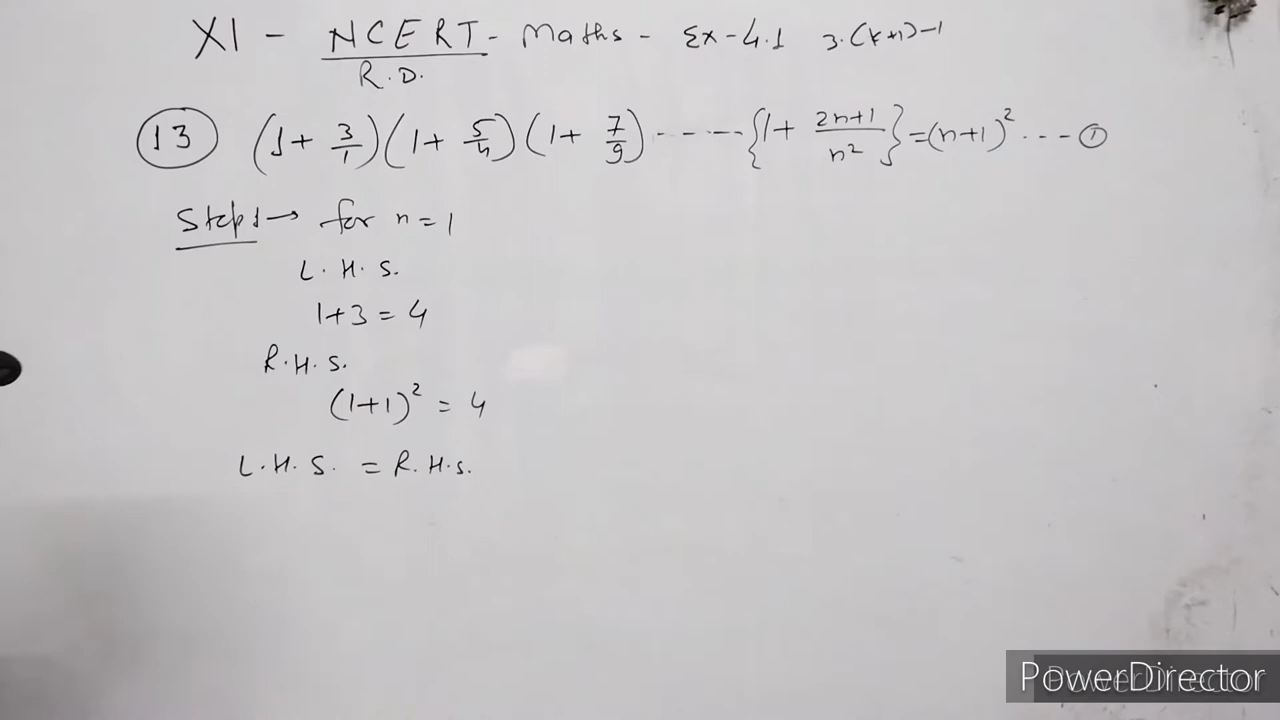 XI - NCERT - Maths - Ex-4.1 3.(k+1)-1
R.D.
13 (1+ 3/1)(1+ 5/4)(1+ 7/9) ------ {1+ 2n+1/n²} = (n+1)² --- ①
Step1 → for n=1
L.H.S.
1+3 = 4
R.H.S.
(1+1)² = 4
L.H.S. = R.H.S.
PowerDirector